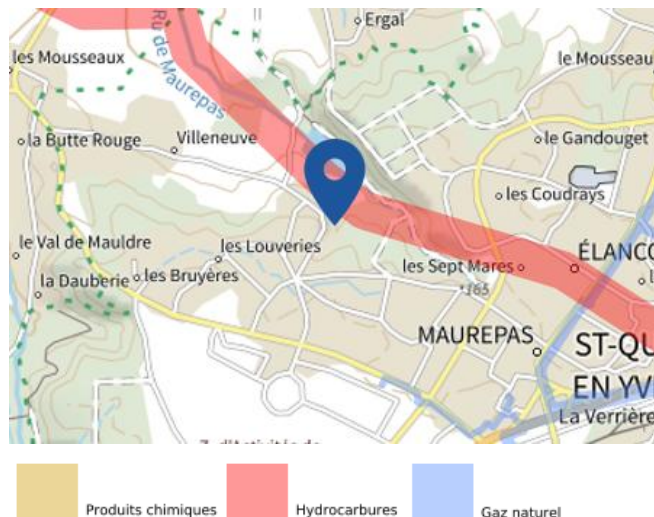 Ergal
les Mousseaux
le Mousseau
Ru de Maurepas
la Butte Rouge
Villeneuve
le Gandouget
les Coudrays
le Val de Mauldre
les Louveries
ÉLANC
la Dauberie
les Bruyères
les Sept Mares
165
MAUREPAS
ST-QU
EN YV
La Verrière
Produits chimiques
Hydrocarbures
Gaz naturel